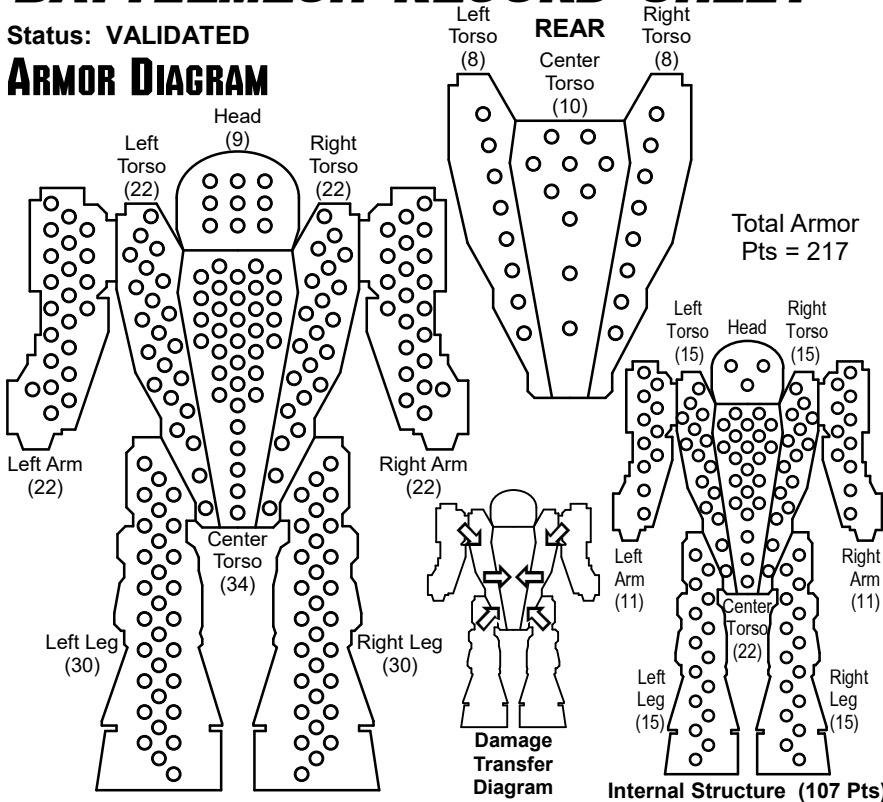 BATTLEMECH RECORD SHEET
Status: VALIDATED
ARMOR DIAGRAM
Head
(9)
Left
Torso
(22)
Right
Torso
(22)
Left Arm
(22)
Right Arm
(22)
Center
Torso
(34)
Left Leg
(30)
Right Leg
(30)
REAR
Left
Torso
(8)
Center
Torso
(10)
Right
Torso
(8)
Total Armor
Pts = 217
Left
Torso
(15)
Head
Right
Torso
(15)
Left
Arm
(11)
Right
Arm
(11)
Center
Torso
(22)
Left
Leg
(15)
Right
Leg
(15)
Damage
Transfer
Diagram
Internal Structure (107 Pts)